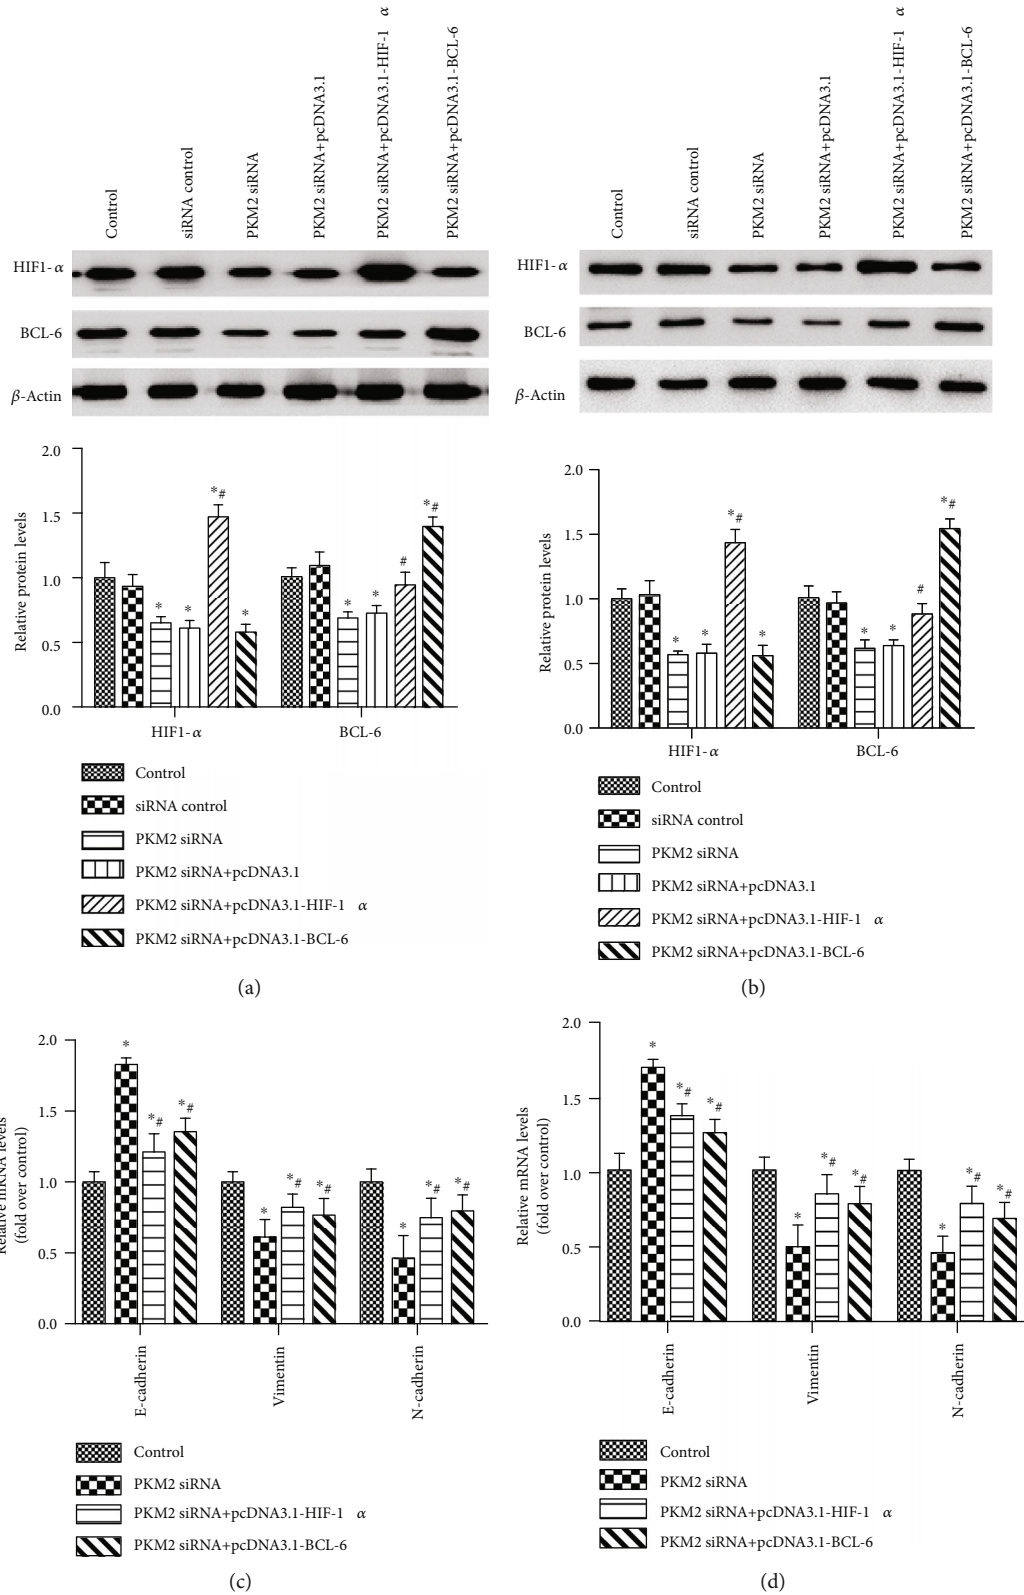 Control
siRNA control
PKM2 siRNA
PKM2 siRNA+pcDNA3.1
PKM2 siRNA+pcDNA3.1-HIF-1 α
PKM2 siRNA+pcDNA3.1-BCL-6
HIF1-α
BCL-6
β-Actin
2.0
1.5
1.0
0.5
0.0
Relative protein levels
* * *# *
* * # *#
HIF1-α BCL-6
Control
siRNA control
PKM2 siRNA
PKM2 siRNA+pcDNA3.1
PKM2 siRNA+pcDNA3.1-HIF-1 α
PKM2 siRNA+pcDNA3.1-BCL-6
(a)
Control
siRNA control
PKM2 siRNA
PKM2 siRNA+pcDNA3.1
PKM2 siRNA+pcDNA3.1-HIF-1 α
PKM2 siRNA+pcDNA3.1-BCL-6
HIF1-α
BCL-6
β-Actin
2.0
1.5
1.0
0.5
0.0
Relative protein levels
* * *# *
* * # *#
HIF1-α BCL-6
Control
siRNA control
PKM2 siRNA
PKM2 siRNA+pcDNA3.1
PKM2 siRNA+pcDNA3.1-HIF-1 α
PKM2 siRNA+pcDNA3.1-BCL-6
(b)
2.0
1.5
1.0
0.5
0.0
Relative mRNA levels
(fold over control)
* *# *#
* *# *#
* *# *#
E-cadherin
Vimentin
N-cadherin
Control
PKM2 siRNA
PKM2 siRNA+pcDNA3.1-HIF-1 α
PKM2 siRNA+pcDNA3.1-BCL-6
(c)
2.0
1.5
1.0
0.5
0.0
Relative mRNA levels
(fold over control)
* *# *#
* *# *#
* *# *#
E-cadherin
Vimentin
N-cadherin
Control
PKM2 siRNA
PKM2 siRNA+pcDNA3.1-HIF-1 α
PKM2 siRNA+pcDNA3.1-BCL-6
(d)